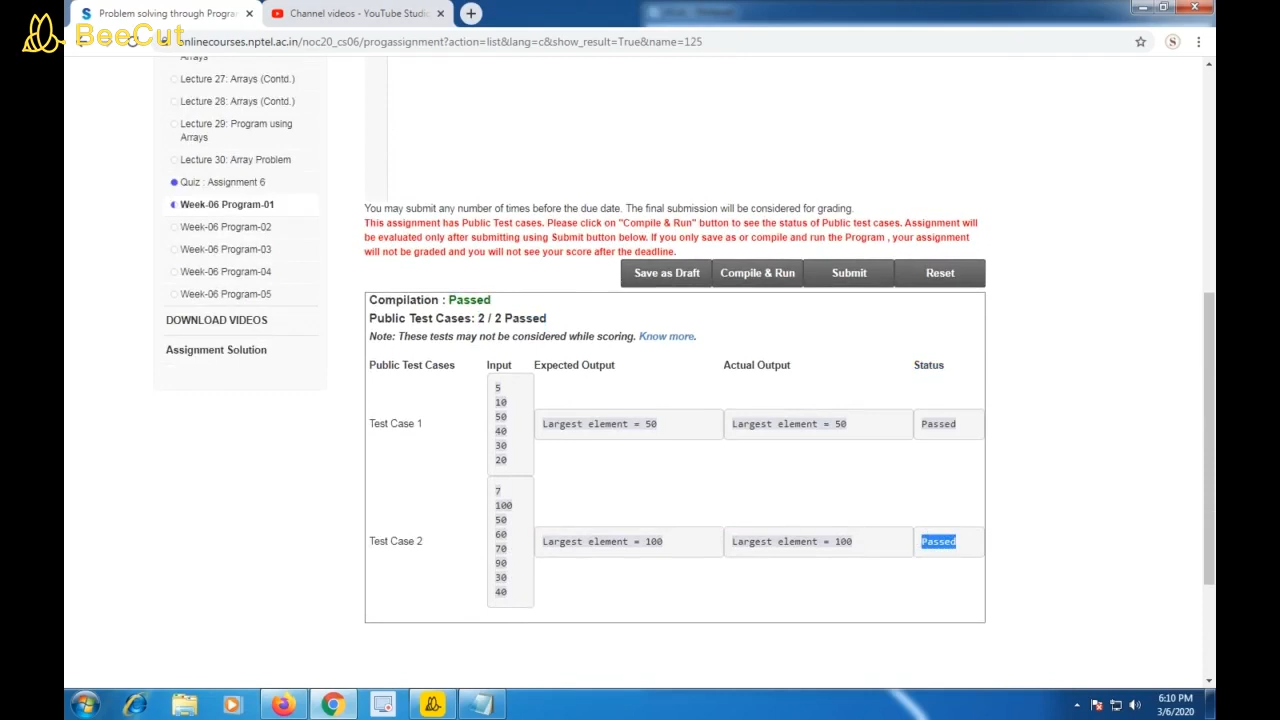 Problem solving through Progra
Channel videos - YouTube Studio
BeeCut
onlinecourses.nptel.ac.in/noc20_cs06/progassignment?action=list&lang=c&show_result=True&name=125
S
Arrays
Lecture 27: Arrays (Contd.)
Lecture 28: Arrays (Contd.)
Lecture 29: Program using
Arrays
Lecture 30: Array Problem
Quiz : Assignment 6
Week-06 Program-01
Week-06 Program-02
Week-06 Program-03
Week-06 Program-04
Week-06 Program-05
DOWNLOAD VIDEOS
Assignment Solution
You may submit any number of times before the due date. The final submission will be considered for grading.
This assignment has Public Test cases. Please click on "Compile & Run" button to see the status of Public test cases. Assignment will
be evaluated only after submitting using Submit button below. If you only save as or compile and run the Program , your assignment
will not be graded and you will not see your score after the deadline.
Save as Draft Compile & Run Submit Reset
Compilation : Passed
Public Test Cases: 2 / 2 Passed
Note: These tests may not be considered while scoring. Know more.
Public Test Cases Input Expected Output Actual Output Status
Test Case 1
5
10
50
40
30
20
Largest element = 50 Largest element = 50 Passed
Test Case 2
7
100
50
60
70
90
30
40
Largest element = 100 Largest element = 100 Passed
6:10 PM
3/6/2020